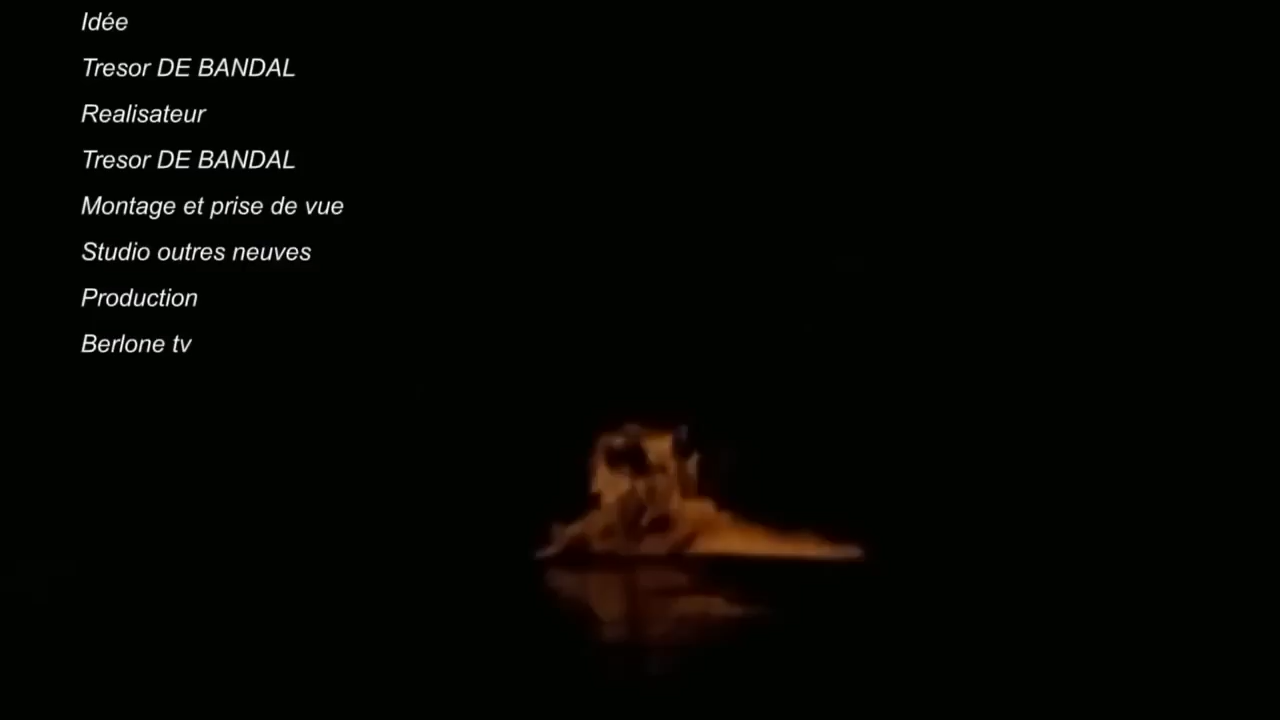 Idée
Tresor DE BANDAL
Realisateur
Tresor DE BANDAL
Montage et prise de vue
Studio outres neuves
Production
Berlone tv